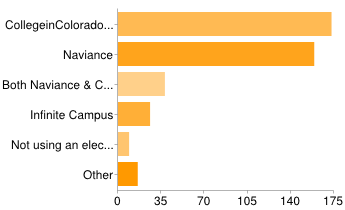 CollegeinColorado...
Naviance
Both Naviance & C...
Infinite Campus
Not using an elec...
Other
0 35 70 105 140 175